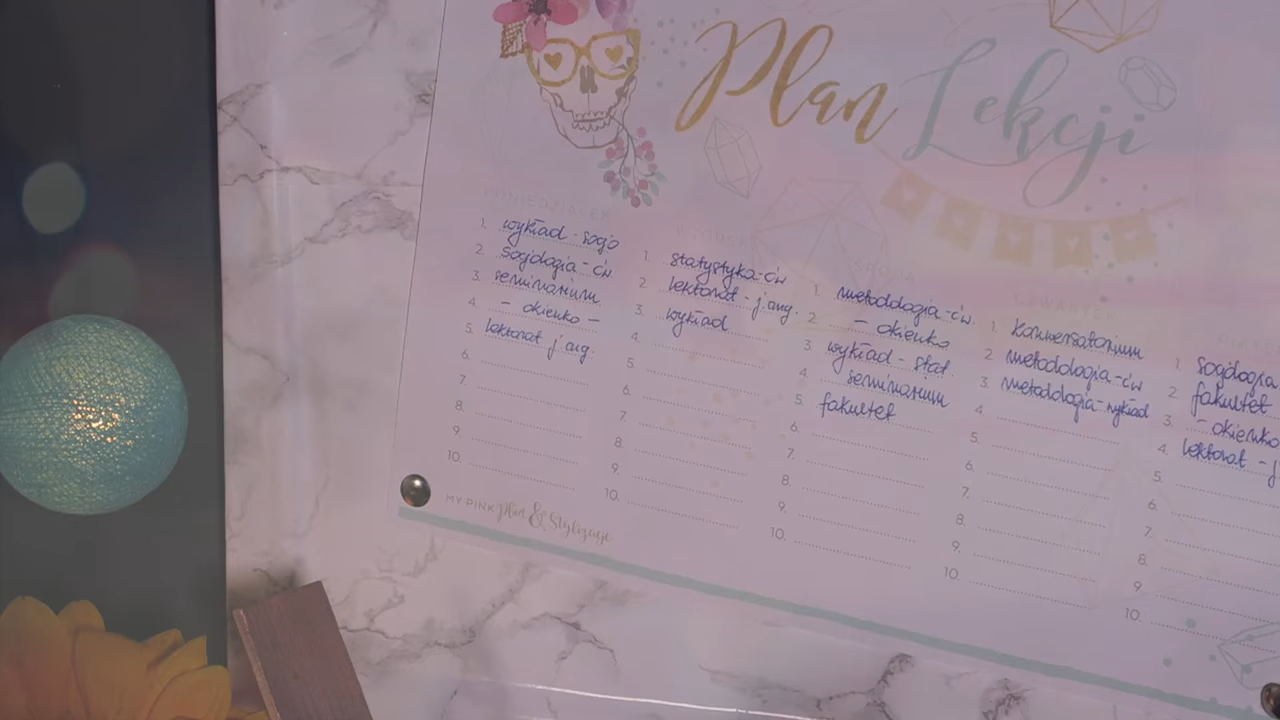 Plan Lekcji
PONIEDZIAŁEK
1. wykład - socjo
2. socjologia - ćw
3. seminarium
4. - okienko -
5. lektorat j. ang.
6.
7.
8.
9.
10.
WTOREK
1. statystyka - ćw
2. lektorat - j. ang.
3. wykład
4.
5.
6.
7.
8.
9.
10.
ŚRODA
1. metodologia - ćw.
2. - okienko
3. wykład - stat.
4. seminarium
5. fakultet
6.
7.
8.
9.
10.
CZWARTEK
1. konwersatorium
2. metodologia - ćw
3. metodologia - wykład
4.
5.
6.
7.
8.
9.
10.
1. socjologia
2. fakultet
3. - okienko
4. lektorat - j
5.
6.
7.
8.
9
10.
MY PINK Plan & Stylizacje